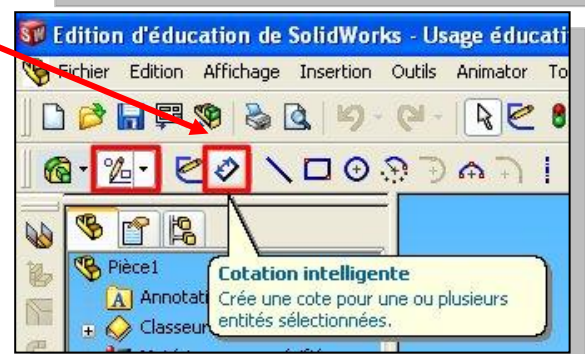 Edition d'éducation de SolidWorks - Usage éducati
Fichier Edition Affichage Insertion Outils Animator To
Pièce1
Annotati
Classeur
Cotation intelligente
Crée une cote pour une ou plusieurs
entités sélectionnées.